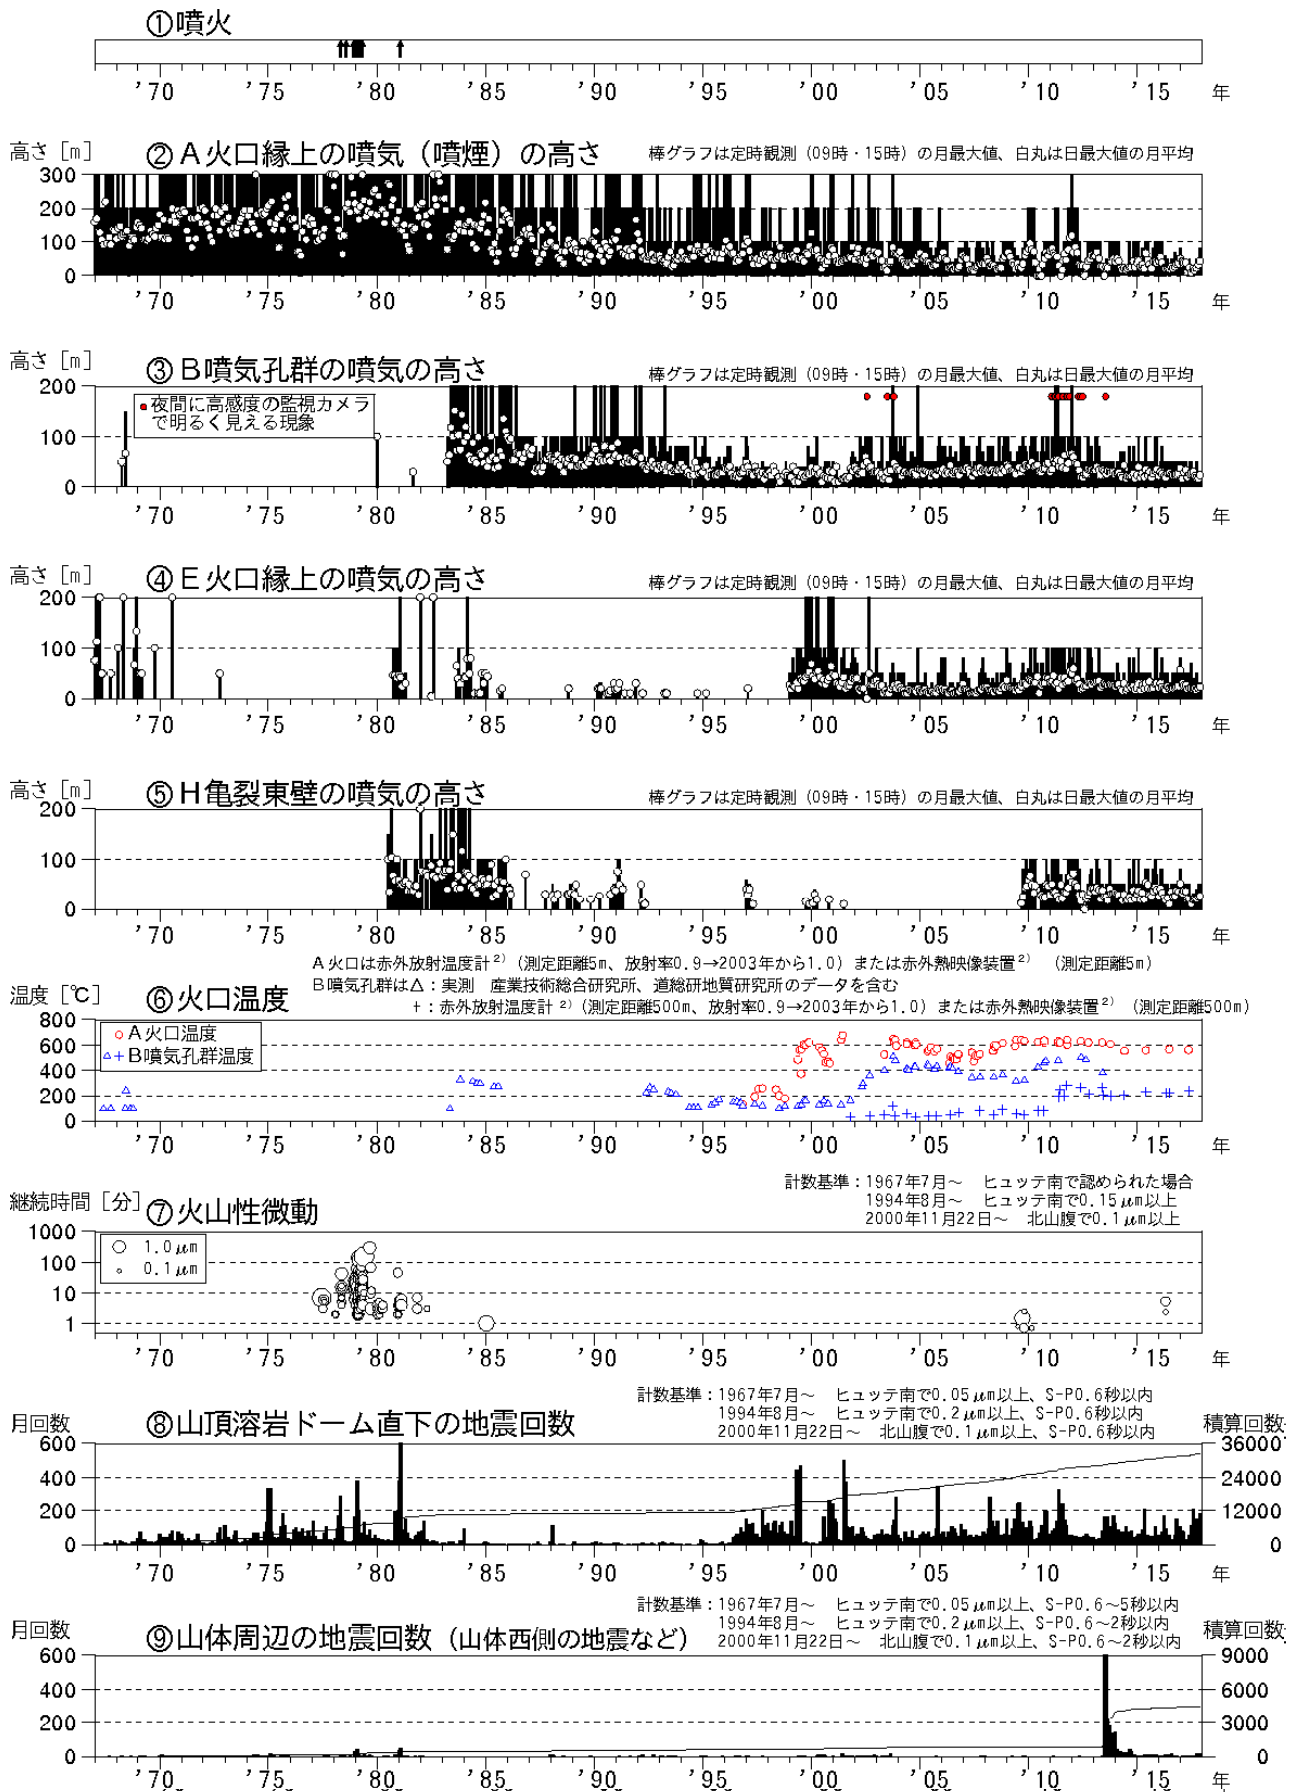 ①噴火
'70 '75 '80 '85 '90 '95 '00 '05 '10 '15 年
高さ [m] ②A火口縁上の噴気（噴煙）の高さ 棒グラフは定時観測（09時・15時）の月最大値、白丸は日最大値の月平均
300
200
100
0
'70 '75 '80 '85 '90 '95 '00 '05 '10 '15 年
高さ [m] ③B噴気孔群の噴気の高さ 棒グラフは定時観測（09時・15時）の月最大値、白丸は日最大値の月平均
200
●夜間に高感度の監視カメラ
で明るく見える現象
100
0
'70 '75 '80 '85 '90 '95 '00 '05 '10 '15 年
高さ [m] ④E火口縁上の噴気の高さ 棒グラフは定時観測（09時・15時）の月最大値、白丸は日最大値の月平均
200
100
0
'70 '75 '80 '85 '90 '95 '00 '05 '10 '15 年
高さ [m] ⑤H亀裂東壁の噴気の高さ 棒グラフは定時観測（09時・15時）の月最大値、白丸は日最大値の月平均
200
100
0
'70 '75 '80 '85 '90 '95 '00 '05 '10 '15 年
A火口は赤外放射温度計²⁾（測定距離5m、放射率0.9→2003年から1.0）または赤外熱映像装置²⁾（測定距離5m）
B噴気孔群は△：実測 産業技術総合研究所、道総研地質研究所のデータを含む
温度 [℃] ⑥火口温度 +：赤外放射温度計²⁾（測定距離500m、放射率0.9→2003年から1.0）または赤外熱映像装置²⁾（測定距離500m）
800
○A火口温度
600
△+B噴気孔群温度
400
200
0
'70 '75 '80 '85 '90 '95 '00 '05 '10 '15 年
計数基準：1967年7月～ ヒュッテ南で認められた場合
1994年8月～ ヒュッテ南で0.15μm以上
2000年11月22日～ 北山腹で0.1μm以上
継続時間 [分] ⑦火山性微動
1000
○ 1.0μm
100
○ 0.1μm
10
1
'70 '75 '80 '85 '90 '95 '00 '05 '10 '15 年
計数基準：1967年7月～ ヒュッテ南で0.05μm以上、S-P0.6秒以内
1994年8月～ ヒュッテ南で0.2μm以上、S-P0.6秒以内
2000年11月22日～ 北山腹で0.1μm以上、S-P0.6秒以内
月回数 ⑧山頂溶岩ドーム直下の地震回数 積算回数
600 36000
400 24000
200 12000
0 0
'70 '75 '80 '85 '90 '95 '00 '05 '10 '15 年
計数基準：1967年7月～ ヒュッテ南で0.05μm以上、S-P0.6～5秒以内
1994年8月～ ヒュッテ南で0.2μm以上、S-P0.6～2秒以内
2000年11月22日～ 北山腹で0.1μm以上、S-P0.6～2秒以内
月回数 ⑨山体周辺の地震回数（山体西側の地震など） 積算回数
600 9000
400 6000
200 3000
0 0
'70 '75 '80 '85 '90 '95 '00 '05 '10 '15 年